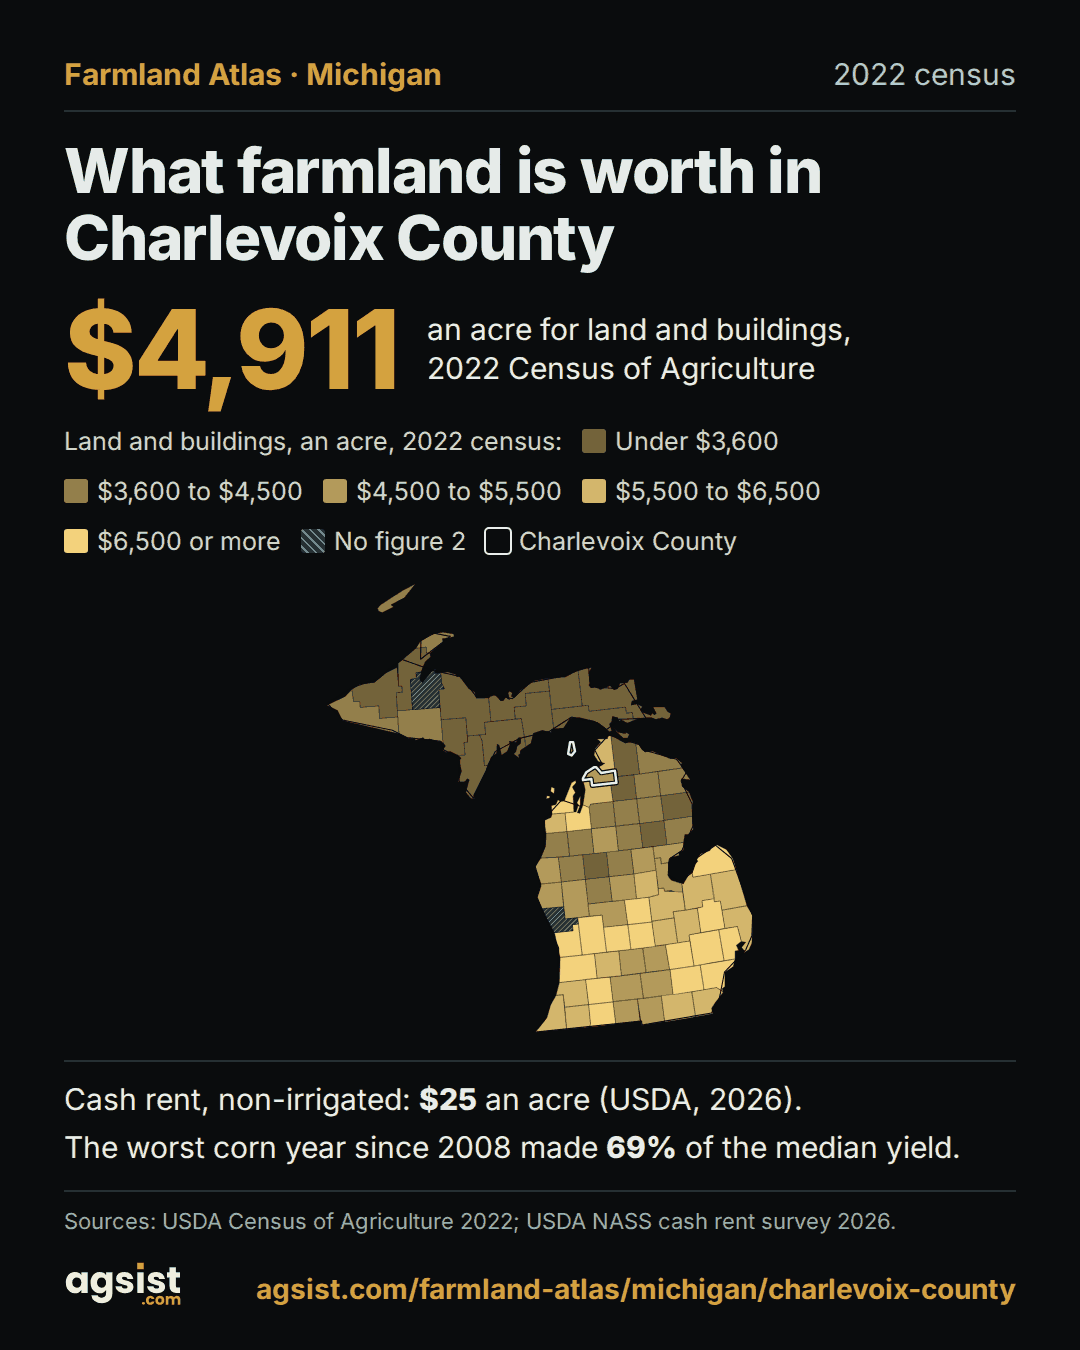 Farmland Atlas · Michigan
2022 census
What farmland is worth in
Charlevoix County
$4,911
an acre for land and buildings,
2022 Census of Agriculture
Land and buildings, an acre, 2022 census:
Under $3,600
$3,600 to $4,500
$4,500 to $5,500
$5,500 to $6,500
$6,500 or more
No figure 2
Charlevoix County
Cash rent, non-irrigated: $25 an acre (USDA, 2026).
The worst corn year since 2008 made 69% of the median yield.
Sources: USDA Census of Agriculture 2022; USDA NASS cash rent survey 2026.
agsist
.com
agsist.com/farmland-atlas/michigan/charlevoix-county